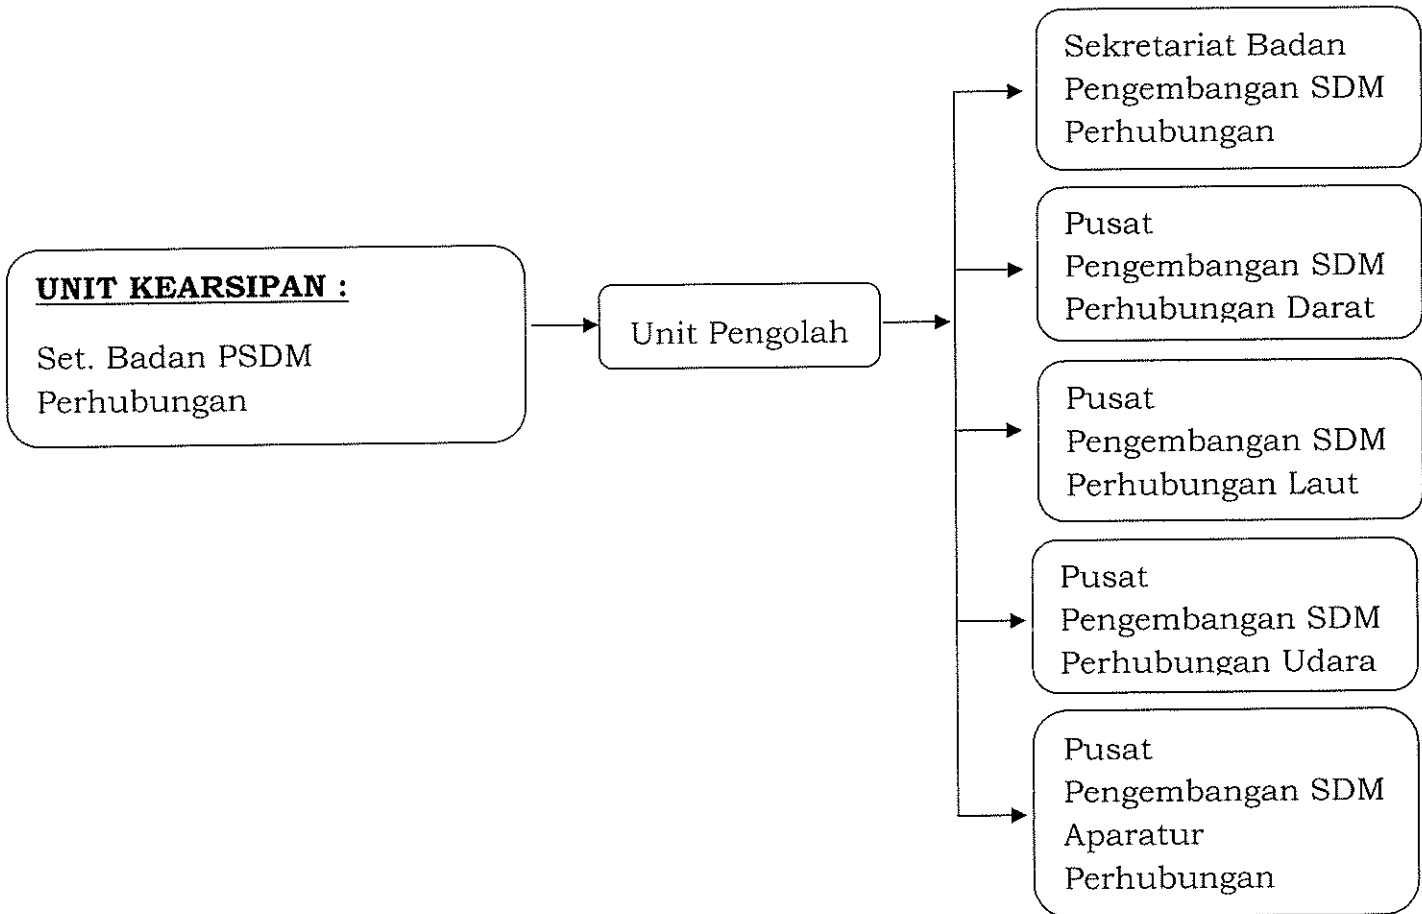 UNIT KEARSIPAN :
Set. Badan PSDM
Perhubungan
Unit Pengolah
Sekretariat Badan
Pengembangan SDM
Perhubungan
Pusat
Pengembangan SDM
Perhubungan Darat
Pusat
Pengembangan SDM
Perhubungan Laut
Pusat
Pengembangan SDM
Perhubungan Udara
Pusat
Pengembangan SDM
Aparatur
Perhubungan